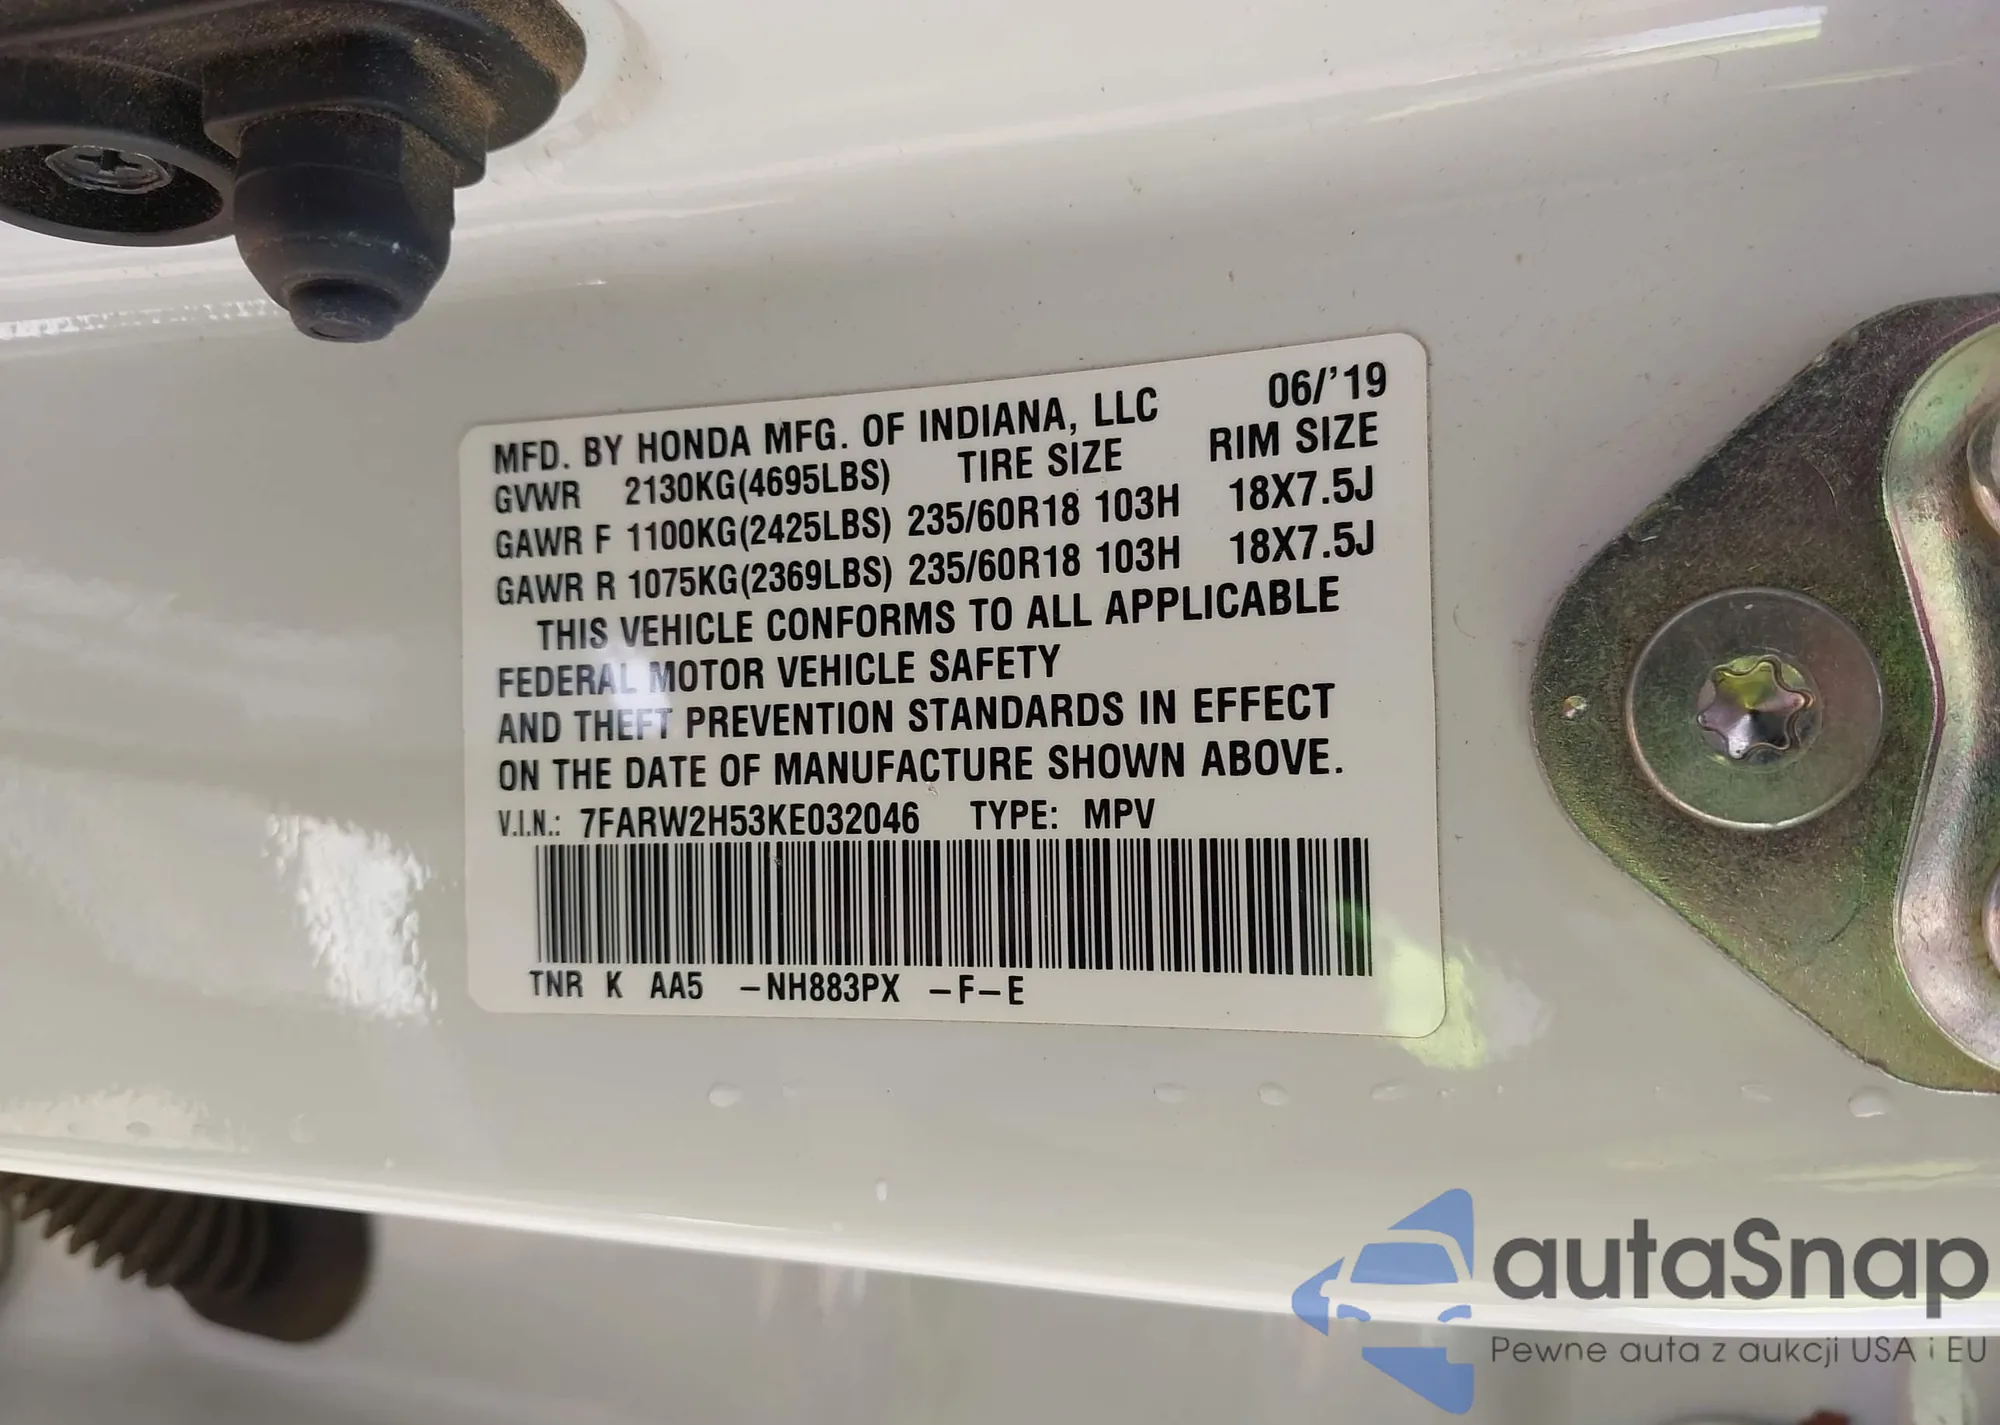 MFD. BY HONDA MFG. OF INDIANA, LLC 06/'19
GVWR 2130KG(4695LBS) TIRE SIZE RIM SIZE
GAWR F 1100KG(2425LBS) 235/60R18 103H 18X7.5J
GAWR R 1075KG(2369LBS) 235/60R18 103H 18X7.5J
THIS VEHICLE CONFORMS TO ALL APPLICABLE
FEDERAL MOTOR VEHICLE SAFETY
AND THEFT PREVENTION STANDARDS IN EFFECT
ON THE DATE OF MANUFACTURE SHOWN ABOVE.
V.I.N.: 7FARW2H53KE032046 TYPE: MPV
TNR K AA5 -NH883PX -F-E
autaSnap
Pewne auta z aukcji USA i EU